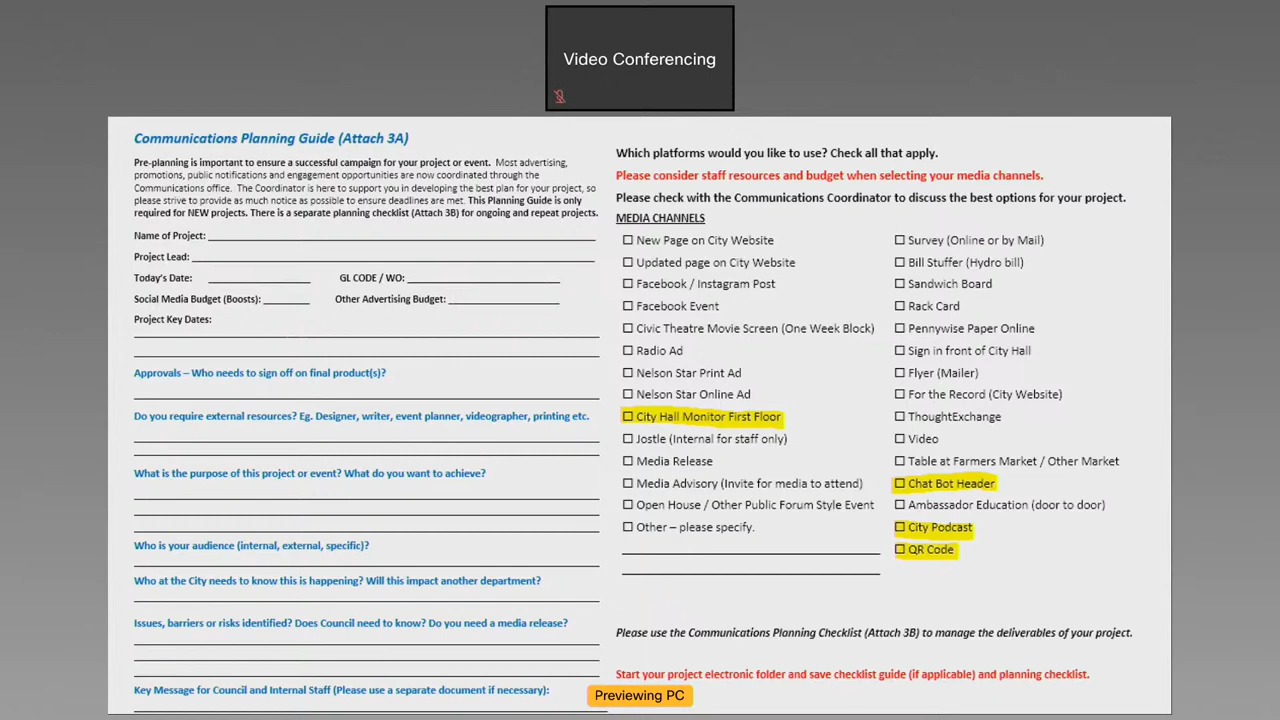 Video Conferencing
Communications Planning Guide (Attach 3A)
Pre-planning is important to ensure a successful campaign for your project or event. Most advertising,
promotions, public notifications and engagement opportunities are now coordinated through the
Communications office. The Coordinator is here to support you in developing the best plan for your project, so
please strive to provide as much notice as possible to ensure deadlines are met. This Planning Guide is only
required for NEW projects. There is a separate planning checklist (Attach 3B) for ongoing and repeat projects.
Name of Project:
Project Lead:
Today's Date: GL CODE / WO:
Social Media Budget (Boosts): Other Advertising Budget:
Project Key Dates:
Approvals – Who needs to sign off on final product(s)?
Do you require external resources? Eg. Designer, writer, event planner, videographer, printing etc.
What is the purpose of this project or event? What do you want to achieve?
Who is your audience (internal, external, specific)?
Who at the City needs to know this is happening? Will this impact another department?
Issues, barriers or risks identified? Does Council need to know? Do you need a media release?
Key Message for Council and Internal Staff (Please use a separate document if necessary):
Which platforms would you like to use? Check all that apply.
Please consider staff resources and budget when selecting your media channels.
Please check with the Communications Coordinator to discuss the best options for your project.
MEDIA CHANNELS
☐ New Page on City Website
☐ Updated page on City Website
☐ Facebook / Instagram Post
☐ Facebook Event
☐ Civic Theatre Movie Screen (One Week Block)
☐ Radio Ad
☐ Nelson Star Print Ad
☐ Nelson Star Online Ad
☐ City Hall Monitor First Floor
☐ Jostle (Internal for staff only)
☐ Media Release
☐ Media Advisory (Invite for media to attend)
☐ Open House / Other Public Forum Style Event
☐ Other – please specify.
☐ Survey (Online or by Mail)
☐ Bill Stuffer (Hydro bill)
☐ Sandwich Board
☐ Rack Card
☐ Pennywise Paper Online
☐ Sign in front of City Hall
☐ Flyer (Mailer)
☐ For the Record (City Website)
☐ ThoughtExchange
☐ Video
☐ Table at Farmers Market / Other Market
☐ Chat Bot Header
☐ Ambassador Education (door to door)
☐ City Podcast
☐ QR Code
Please use the Communications Planning Checklist (Attach 3B) to manage the deliverables of your project.
Start your project electronic folder and save checklist guide (if applicable) and planning checklist.
Previewing PC